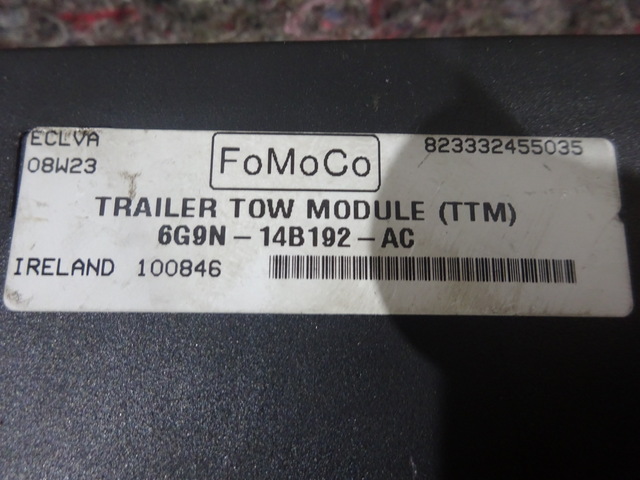 ECLVA
08W23
FoMoCo
823332455035
TRAILER TOW MODULE (TTM)
6G9N-14B192-AC
IRELAND 100846